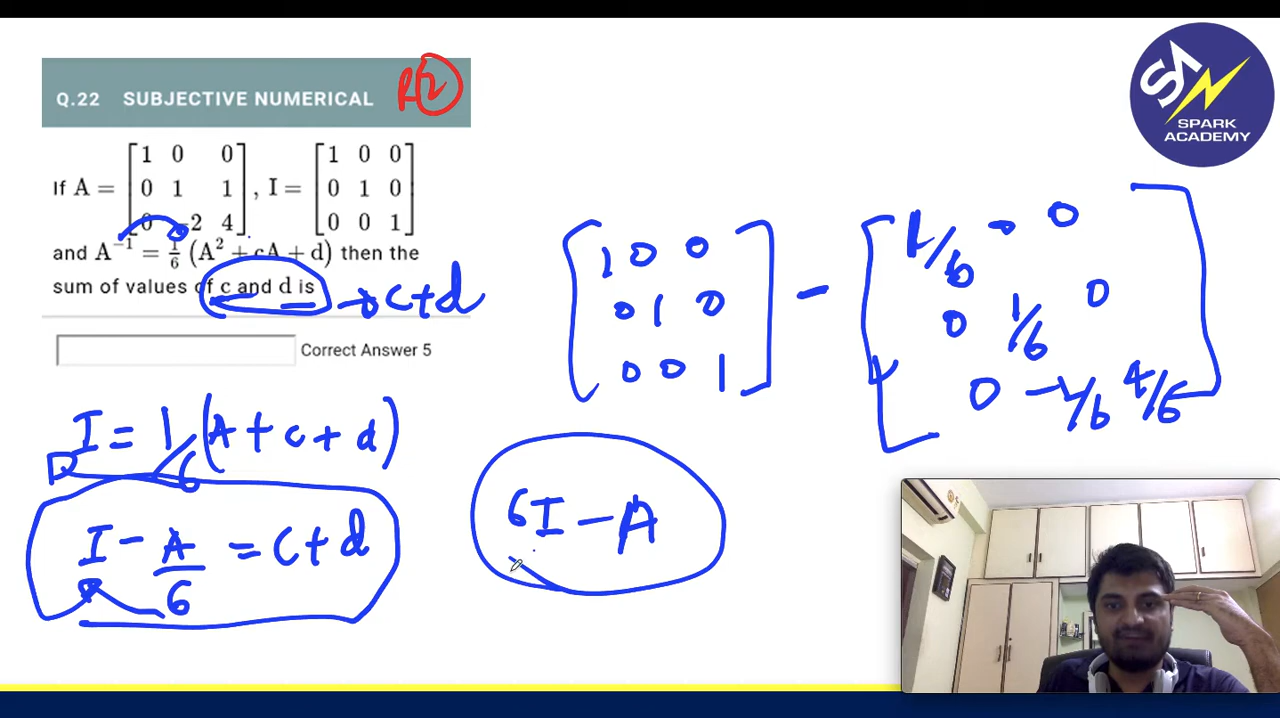 Q.22 SUBJECTIVE NUMERICAL R2
If A = [1 0 0
0 1 1
0 -2 4], I = [1 0 0
0 1 0
0 0 1]
and A⁻¹ = 1/6 (A² + cA + d) then the
sum of values of c and d is → c+d
Correct Answer 5
I = 1/6 (A + c + d)
I - A/6 = c + d
6I - A
[1 0 0
0 1 0
0 0 1]
-
[1/6 0 0
0 1/6 0
0 -1/6 4/6]
SPARK
ACADEMY